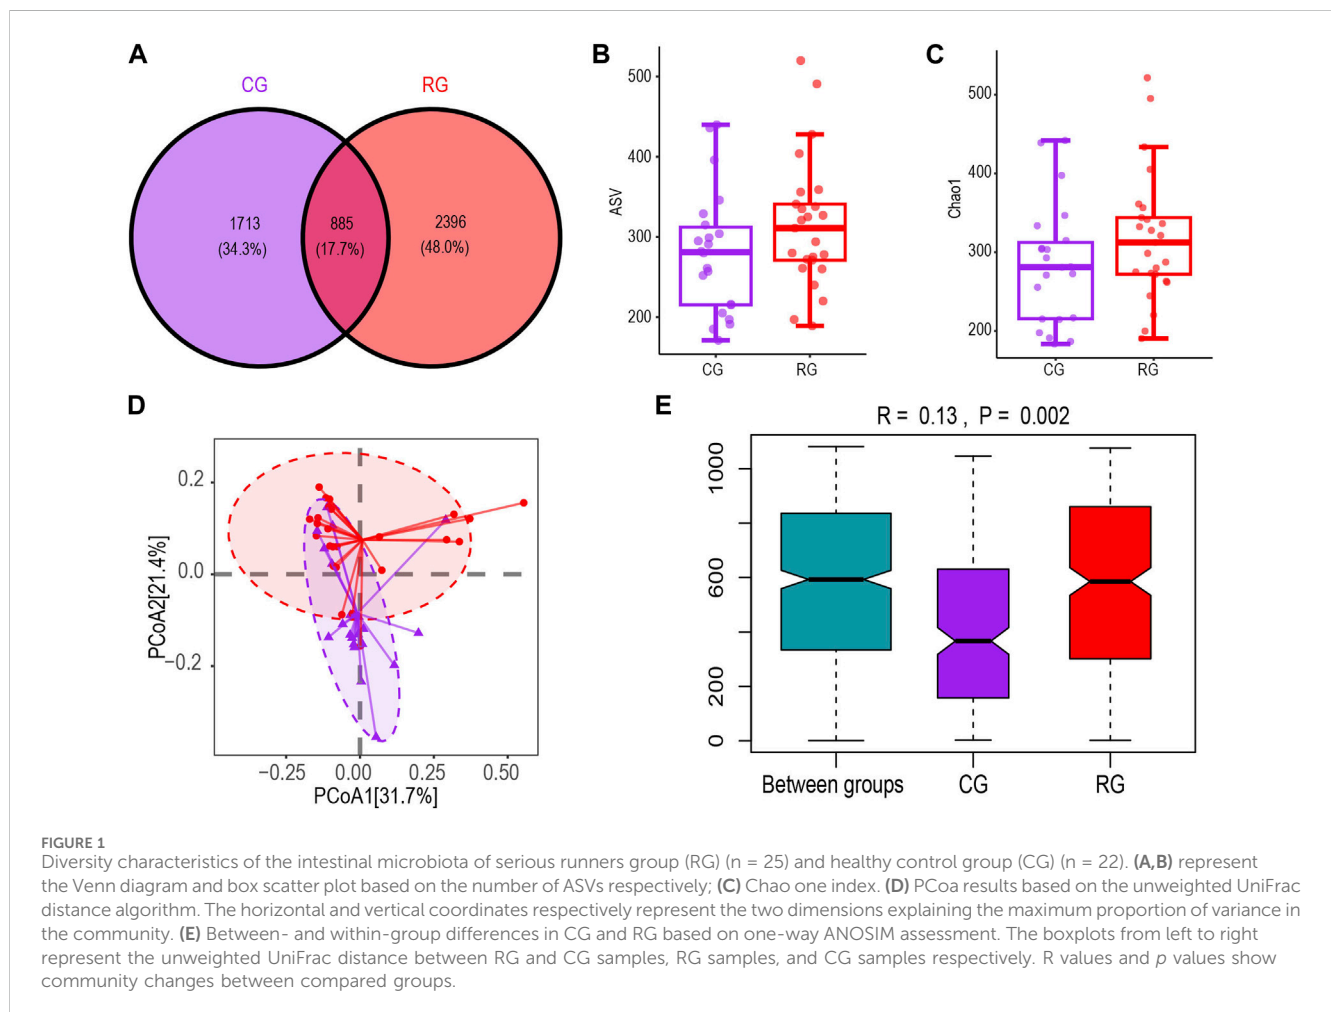 A
CG
RG
1713
(34.3%)
885
(17.7%)
2396
(48.0%)
B
500
400
300
200
ASV
CG
RG
C
500
400
300
200
Chao1
CG
RG
D
0.2
0.0
−0.2
PCoA2[21.4%]
−0.25
0.00
0.25
0.50
PCoA1[31.7%]
E
R = 0.13 , P = 0.002
1000
600
200
0
Between groups
CG
RG
FIGURE 1
Diversity characteristics of the intestinal microbiota of serious runners group (RG) (n = 25) and healthy control group (CG) (n = 22). (A,B) represent
the Venn diagram and box scatter plot based on the number of ASVs respectively; (C) Chao one index. (D) PCoa results based on the unweighted UniFrac
distance algorithm. The horizontal and vertical coordinates respectively represent the two dimensions explaining the maximum proportion of variance in
the community. (E) Between- and within-group differences in CG and RG based on one-way ANOSIM assessment. The boxplots from left to right
represent the unweighted UniFrac distance between RG and CG samples, RG samples, and CG samples respectively. R values and p values show
community changes between compared groups.